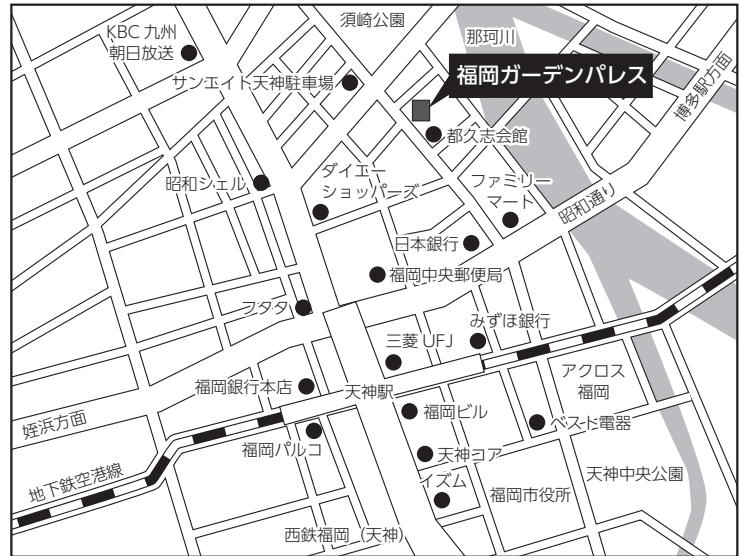 KBC 九州
朝日放送
須崎公園
那珂川
サンエイト天神駐車場
福岡ガーデンパレス
博多駅方面
都久志会館
昭和シェル
ダイエー
ショッパーズ
ファミリー
マート
昭和通り
日本銀行
福岡中央郵便局
フタタ
みずほ銀行
三菱 UFJ
福岡銀行本店
天神駅
アクロス
福岡
姪浜方面
福岡ビル
ベスト電器
福岡パルコ
天神コア
地下鉄空港線
イズム
福岡市役所
天神中央公園
西鉄福岡（天神）